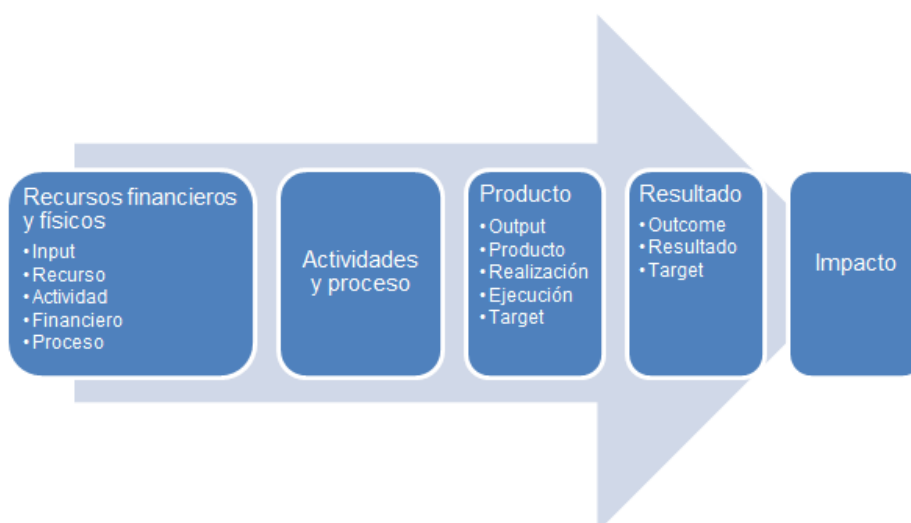 Recursos financieros
y físicos
•Input
•Recurso
•Actividad
•Financiero
•Proceso
Actividades
y proceso
Producto
•Output
•Producto
•Realización
•Ejecución
•Target
Resultado
•Outcome
•Resultado
•Target
Impacto